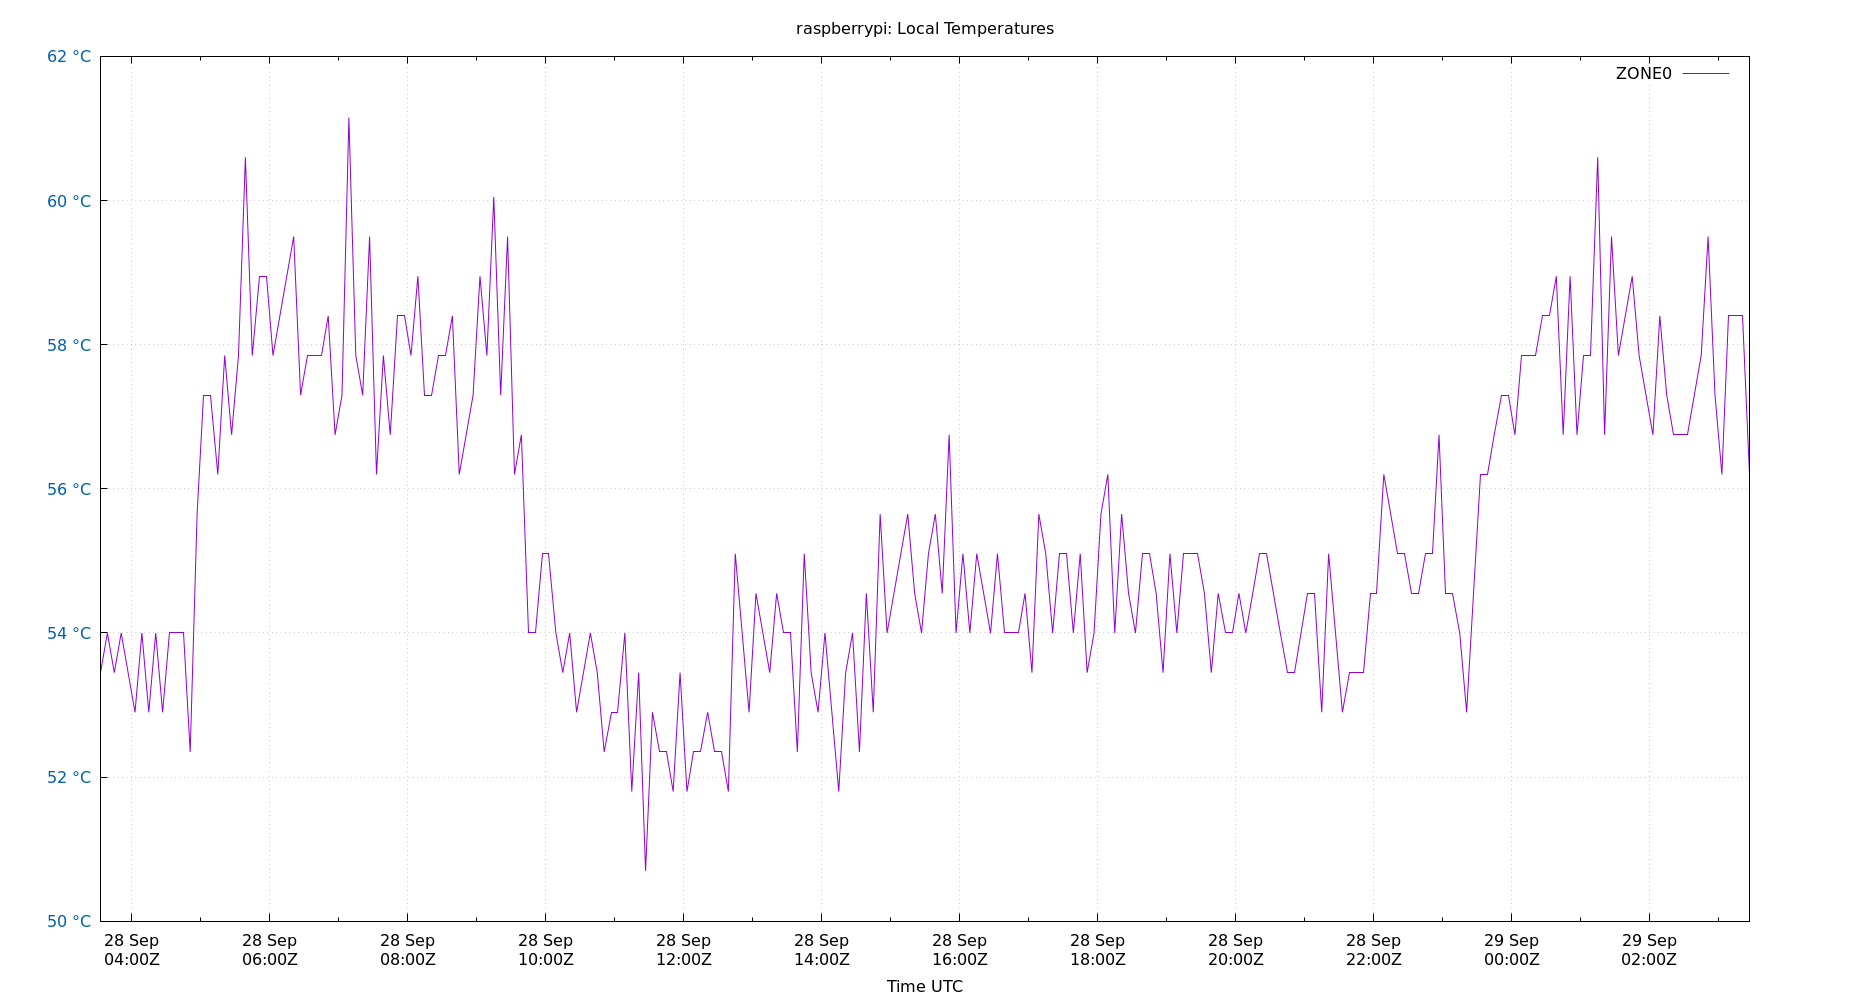 raspberrypi: Local Temperatures
62 °C
ZONE0
60 °C
58 °C
56 °C
54 °C
52 °C
50 °C
28 Sep 28 Sep 28 Sep 28 Sep 28 Sep 28 Sep 28 Sep 28 Sep 28 Sep 28 Sep 29 Sep 29 Sep
04:00Z 06:00Z 08:00Z 10:00Z 12:00Z 14:00Z 16:00Z 18:00Z 20:00Z 22:00Z 00:00Z 02:00Z
Time UTC